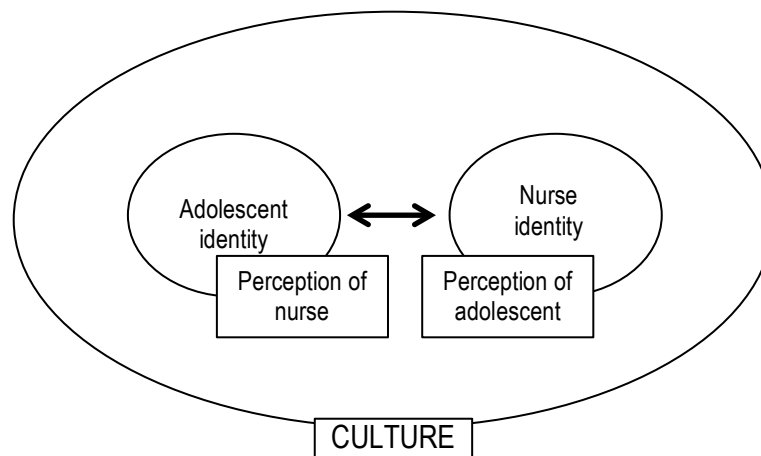 Adolescent
identity
Nurse
identity
Perception of
nurse
Perception of
adolescent
CULTURE